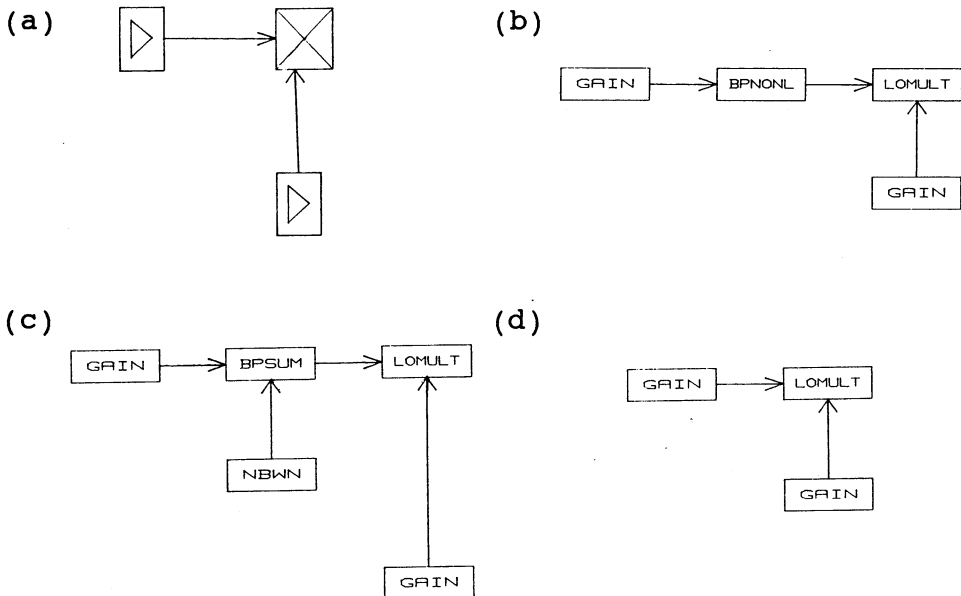 (a)
(b)
GAIN BPNONL LOMULT
GAIN
(c)
GAIN BPSUM LOMULT
NBWN
GAIN
(d)
GAIN LOMULT
GAIN